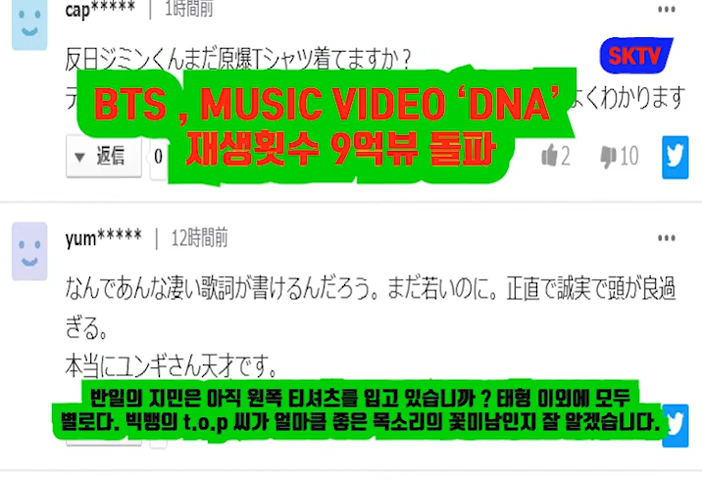 cap***** | 1時間前
反日ジミンくんまだ原爆Tシャツ着てますか？
SKTV
テ
よくわかります
BTS , MUSIC VIDEO ‘DNA’
재생횟수 9억뷰 돌파
▼ 返信 0 2 10
yum***** | 12時間前
なんであんな凄い歌詞が書けるんだろう。まだ若いのに。正直で誠実で頭が良過
ぎる。
本当にユンギさん天才です。
반일의 지민은 아직 원폭 티셔츠를 입고 있습니까 ? 태형 이외에 모두
별로다. 빅뱅의 t.o.p 씨가 얼마큼 좋은 목소리의 꽃미남인지 잘 알겠습니다.